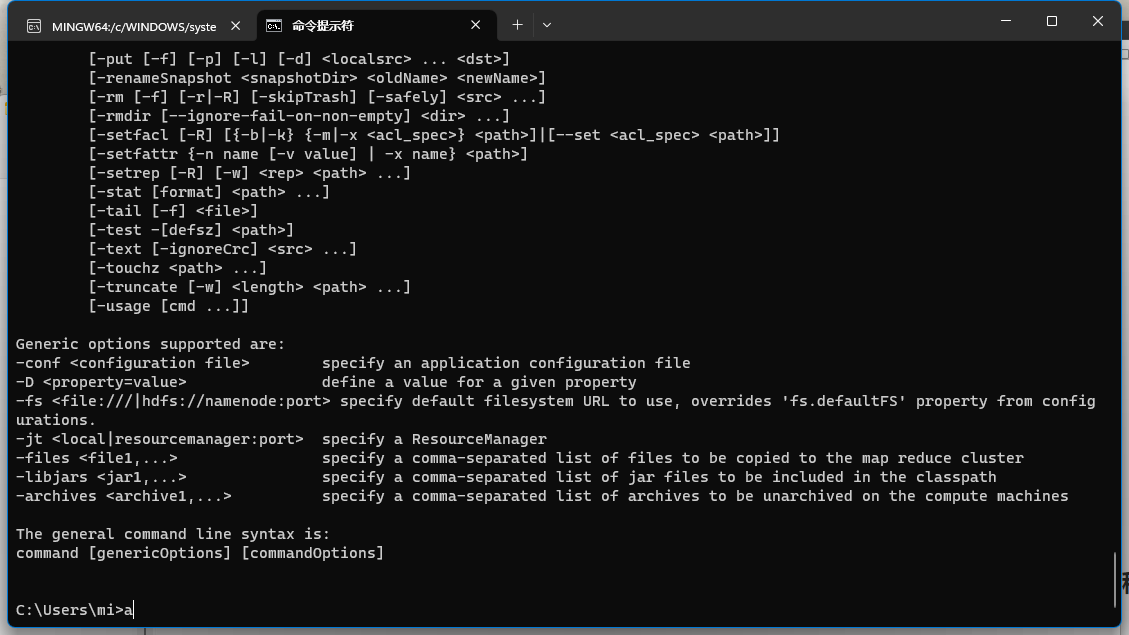 MINGW64:/c/WINDOWS/syste
命令提示符
[-put [-f] [-p] [-l] [-d] <localsrc> ... <dst>]
[-renameSnapshot <snapshotDir> <oldName> <newName>]
[-rm [-f] [-r|-R] [-skipTrash] [-safely] <src> ...]
[-rmdir [--ignore-fail-on-non-empty] <dir> ...]
[-setfacl [-R] [{-b|-k} {-m|-x <acl_spec>} <path>]|[--set <acl_spec> <path>]]
[-setfattr {-n name [-v value] | -x name} <path>]
[-setrep [-R] [-w] <rep> <path> ...]
[-stat [format] <path> ...]
[-tail [-f] <file>]
[-test -[defsz] <path>]
[-text [-ignoreCrc] <src> ...]
[-touchz <path> ...]
[-truncate [-w] <length> <path> ...]
[-usage [cmd ...]]
Generic options supported are:
-conf <configuration file>        specify an application configuration file
-D <property=value>               define a value for a given property
-fs <file:///|hdfs://namenode:port> specify default filesystem URL to use, overrides 'fs.defaultFS' property from config
urations.
-jt <local|resourcemanager:port>  specify a ResourceManager
-files <file1,...>                specify a comma-separated list of files to be copied to the map reduce cluster
-libjars <jar1,...>               specify a comma-separated list of jar files to be included in the classpath
-archives <archive1,...>          specify a comma-separated list of archives to be unarchived on the compute machines
The general command line syntax is:
command [genericOptions] [commandOptions]
C:\Users\mi>a